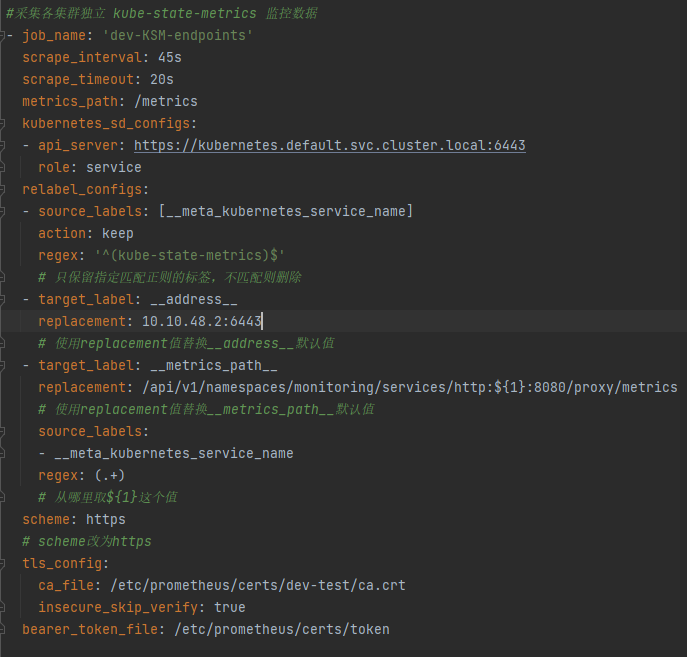 #采集各集群独立 kube-state-metrics 监控数据
- job_name: 'dev-KSM-endpoints'
scrape_interval: 45s
scrape_timeout: 20s
metrics_path: /metrics
kubernetes_sd_configs:
- api_server: https://kubernetes.default.svc.cluster.local:6443
role: service
relabel_configs:
- source_labels: [__meta_kubernetes_service_name]
action: keep
regex: '^(kube-state-metrics)$'
# 只保留指定匹配正则的标签，不匹配则删除
- target_label: __address__
replacement: 10.10.48.2:6443
# 使用replacement值替换__address__默认值
- target_label: __metrics_path__
replacement: /api/v1/namespaces/monitoring/services/http:${1}:8080/proxy/metrics
# 使用replacement值替换__metrics_path__默认值
source_labels:
- __meta_kubernetes_service_name
regex: (.+)
# 从哪里取${1}这个值
scheme: https
# scheme改为https
tls_config:
ca_file: /etc/prometheus/certs/dev-test/ca.crt
insecure_skip_verify: true
bearer_token_file: /etc/prometheus/certs/token